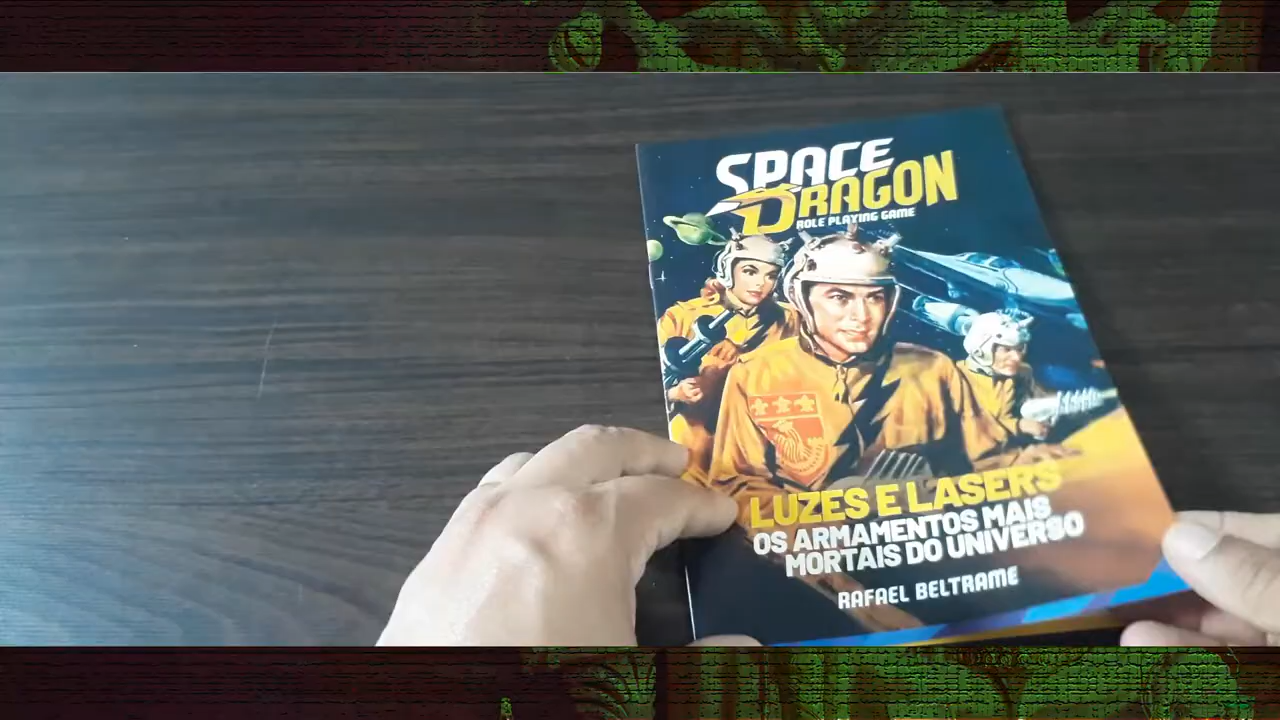 SPACE
DRAGON
ROLE PLAYING GAME
LUZES E LASERS
OS ARMAMENTOS MAIS
MORTAIS DO UNIVERSO
RAFAEL BELTRAME